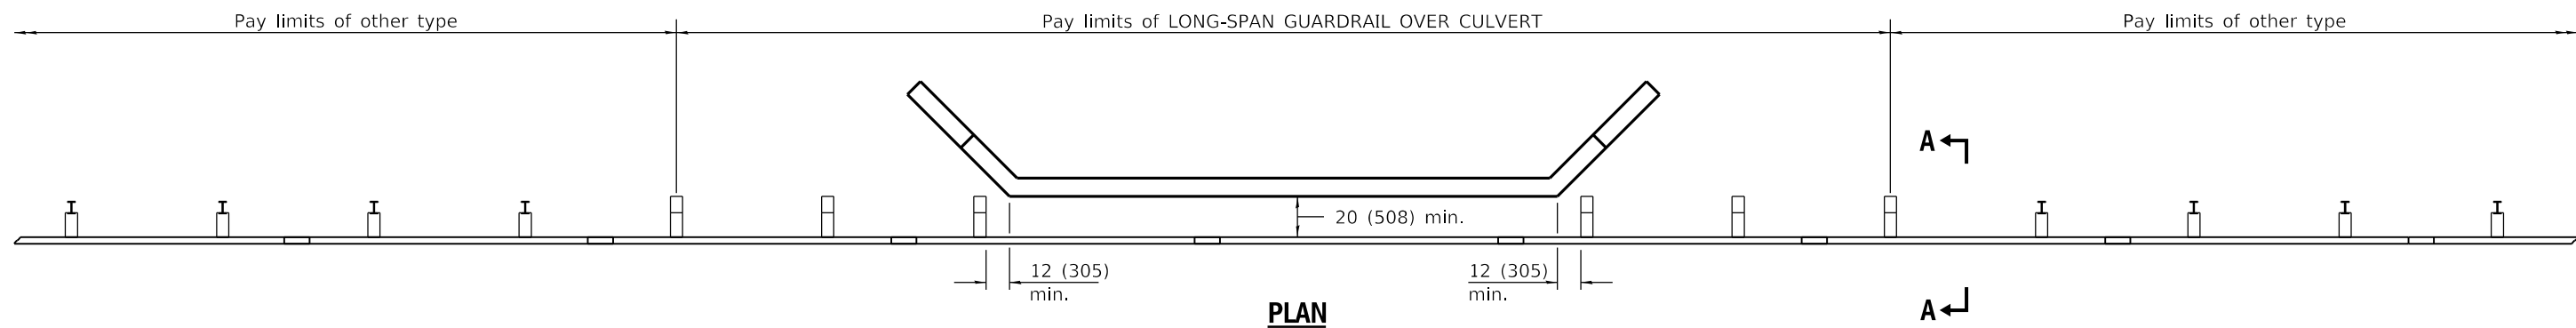 Pay limits of other type
Pay limits of LONG-SPAN GUARDRAIL OVER CULVERT
Pay limits of other type
A
20 (508) min.
12 (305)
min.
12 (305)
min.
A
PLAN